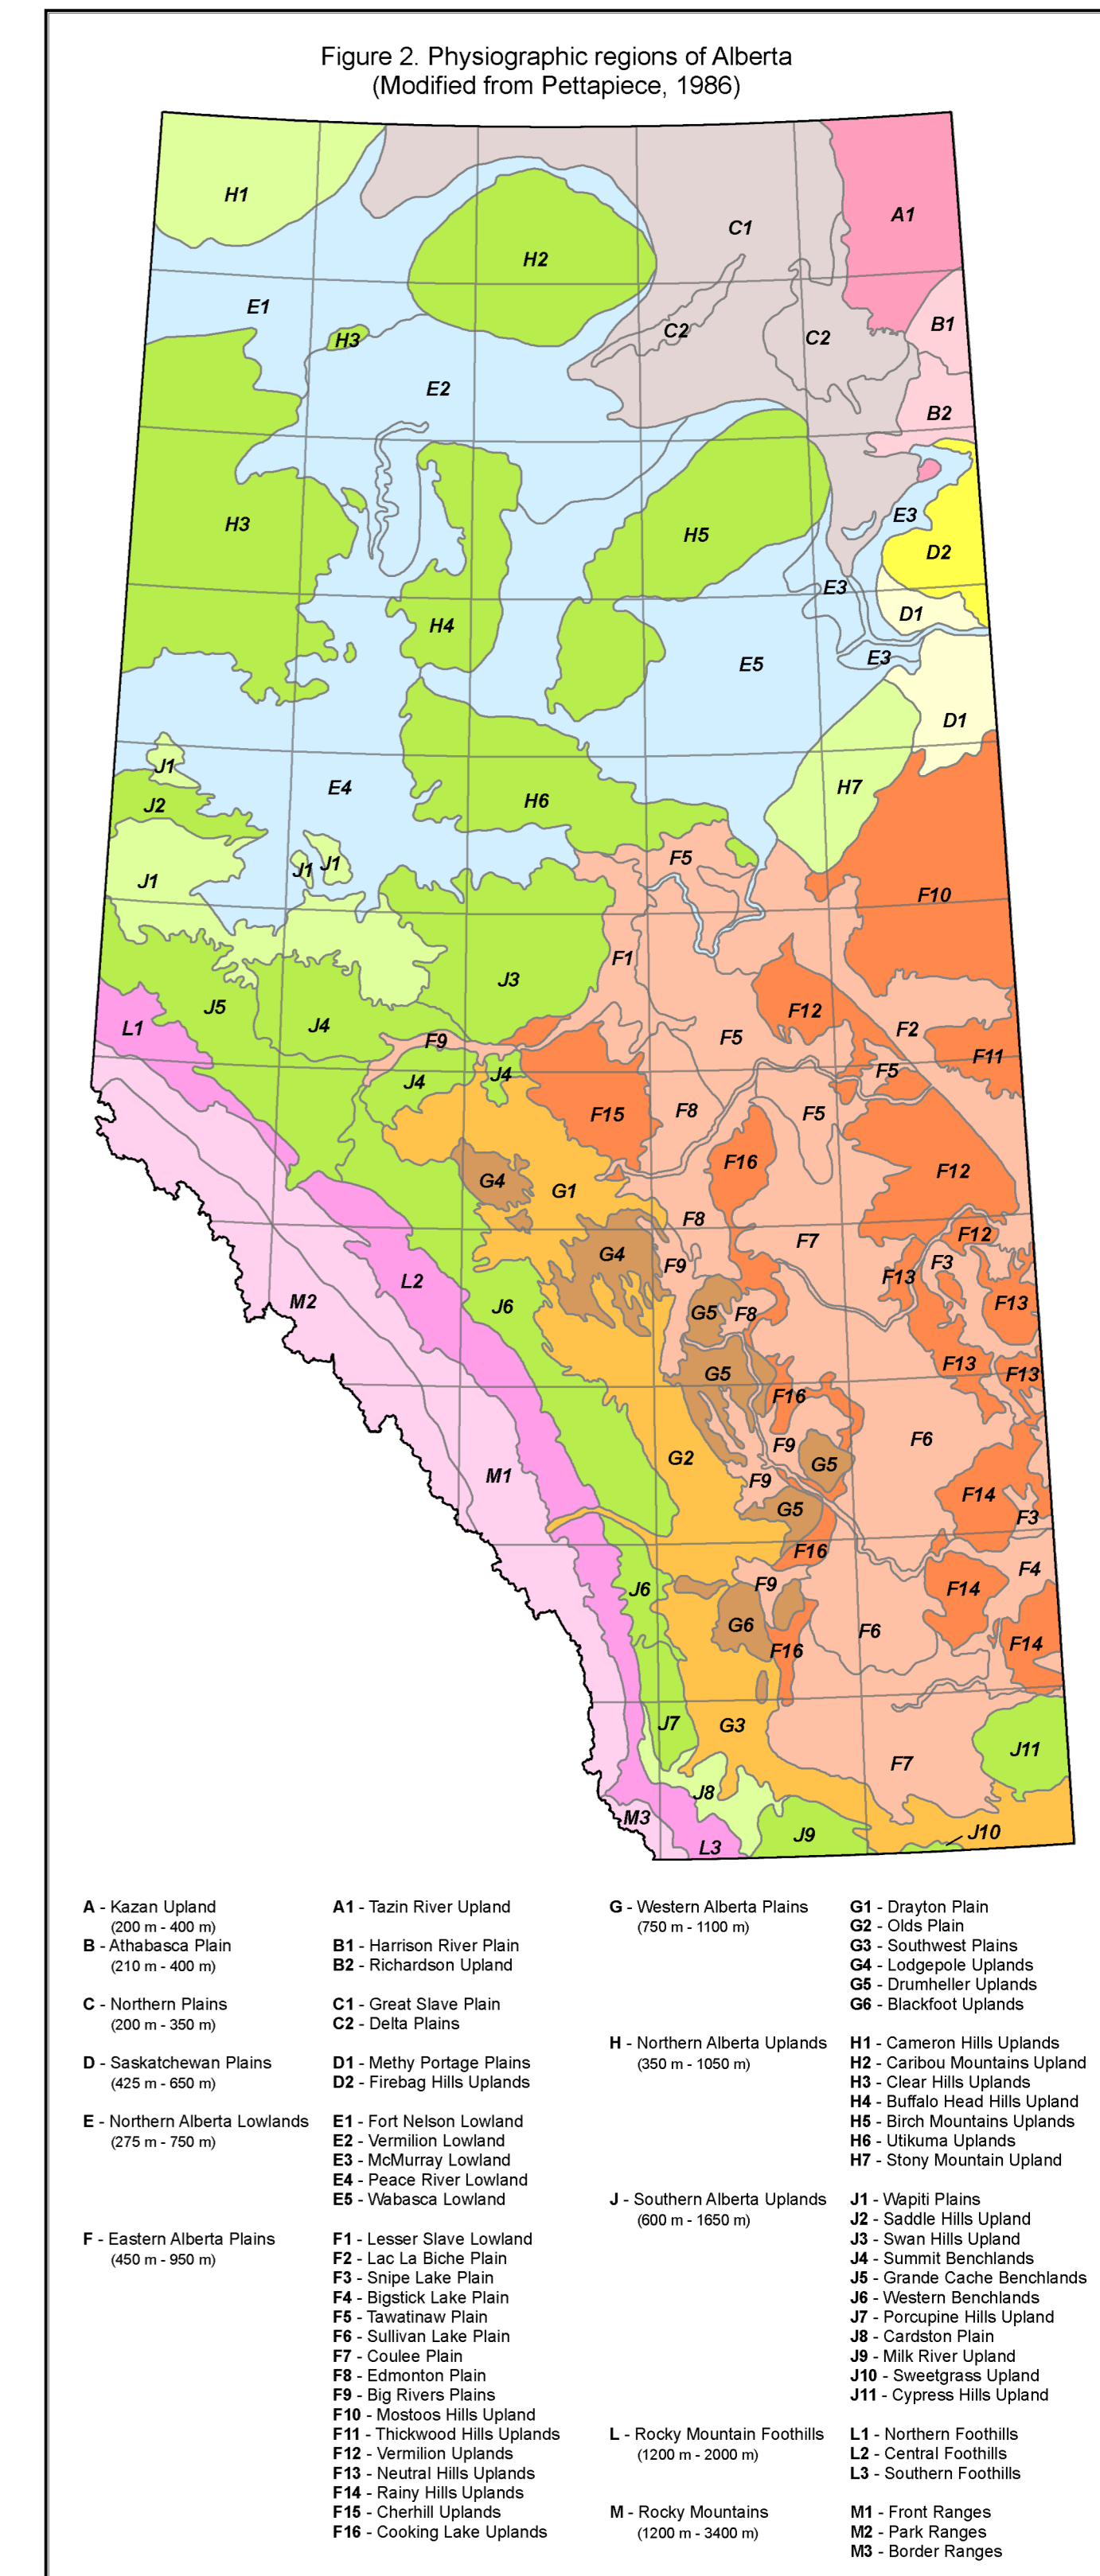 Figure 2. Physiographic regions of Alberta
(Modified from Pettapiece, 1986)
H1
A1
C1
H2
E1
B1
C2
C2
H3
E2
B2
E3
H3
H5
D2
E3
D1
H4
E3
E5
D1
J1
E4
H7
J2
H6
F5
J1
J1
J1
F10
F1
J3
J5
F12
L1
J4
F2
F9
F5
F11
F5
J4
J4
F15
F8
F5
F16
F12
G4
G1
F8
F7
F12
G4
F9
F3
F13
L2
M2
J6
G5
F8
F13
G5
F13
F13
F16
F6
F9
G2
G5
M1
F9
F14
G5
F3
F16
F4
F9
J6
F14
G6
F6
F16
F14
J7
G3
J11
F7
J8
M3
J10
J9
L3
A - Kazan Upland
(200 m - 400 m)
B - Athabasca Plain
(210 m - 400 m)
C - Northern Plains
(200 m - 350 m)
D - Saskatchewan Plains
(425 m - 650 m)
E - Northern Alberta Lowlands
(275 m - 750 m)
F - Eastern Alberta Plains
(450 m - 950 m)
A1 - Tazin River Upland
B1 - Harrison River Plain
B2 - Richardson Upland
C1 - Great Slave Plain
C2 - Delta Plains
D1 - Methy Portage Plains
D2 - Firebag Hills Uplands
E1 - Fort Nelson Lowland
E2 - Vermilion Lowland
E3 - McMurray Lowland
E4 - Peace River Lowland
E5 - Wabasca Lowland
F1 - Lesser Slave Lowland
F2 - Lac La Biche Plain
F3 - Snipe Lake Plain
F4 - Bigstick Lake Plain
F5 - Tawatinaw Plain
F6 - Sullivan Lake Plain
F7 - Coulee Plain
F8 - Edmonton Plain
F9 - Big Rivers Plains
F10 - Mostoos Hills Upland
F11 - Thickwood Hills Uplands
F12 - Vermilion Uplands
F13 - Neutral Hills Uplands
F14 - Rainy Hills Uplands
F15 - Cherhill Uplands
F16 - Cooking Lake Uplands
G - Western Alberta Plains
(750 m - 1100 m)
H - Northern Alberta Uplands
(350 m - 1050 m)
J - Southern Alberta Uplands
(600 m - 1650 m)
L - Rocky Mountain Foothills
(1200 m - 2000 m)
M - Rocky Mountains
(1200 m - 3400 m)
G1 - Drayton Plain
G2 - Olds Plain
G3 - Southwest Plains
G4 - Lodgepole Uplands
G5 - Drumheller Uplands
G6 - Blackfoot Uplands
H1 - Cameron Hills Uplands
H2 - Caribou Mountains Upland
H3 - Clear Hills Uplands
H4 - Buffalo Head Hills Upland
H5 - Birch Mountains Uplands
H6 - Utikuma Uplands
H7 - Stony Mountain Upland
J1 - Wapiti Plains
J2 - Saddle Hills Upland
J3 - Swan Hills Upland
J4 - Summit Benchlands
J5 - Grande Cache Benchlands
J6 - Western Benchlands
J7 - Porcupine Hills Upland
J8 - Cardston Plain
J9 - Milk River Upland
J10 - Sweetgrass Upland
J11 - Cypress Hills Upland
L1 - Northern Foothills
L2 - Central Foothills
L3 - Southern Foothills
M1 - Front Ranges
M2 - Park Ranges
M3 - Border Ranges